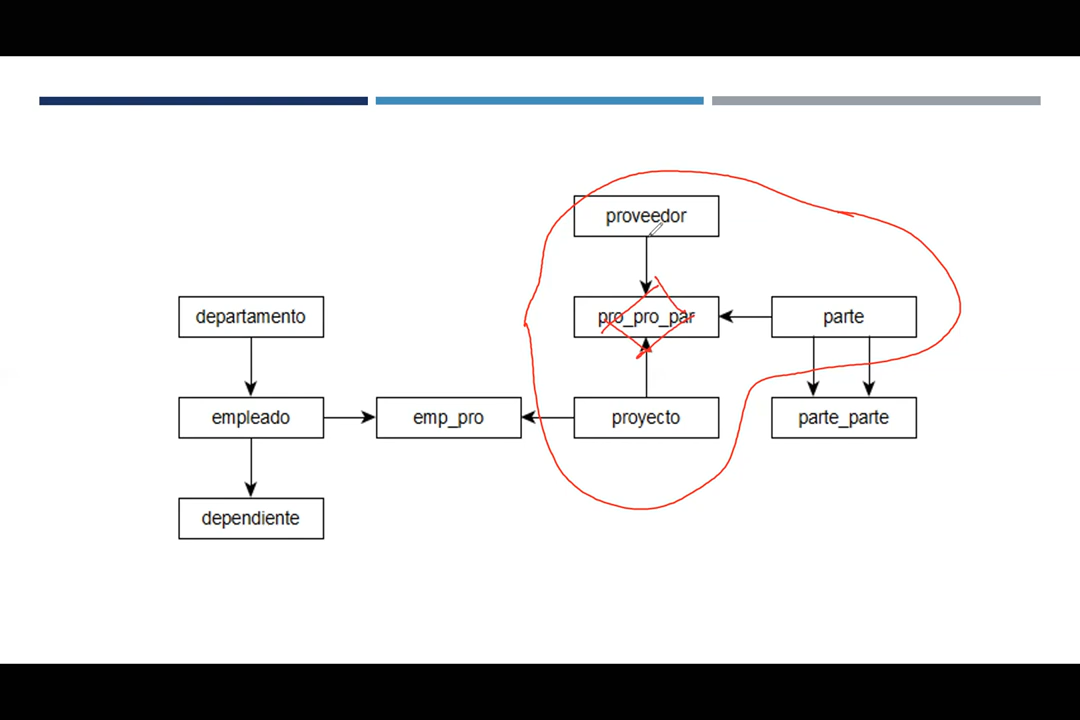 proveedor
departamento
pro_pro_par
parte
empleado
emp_pro
proyecto
parte_parte
dependiente